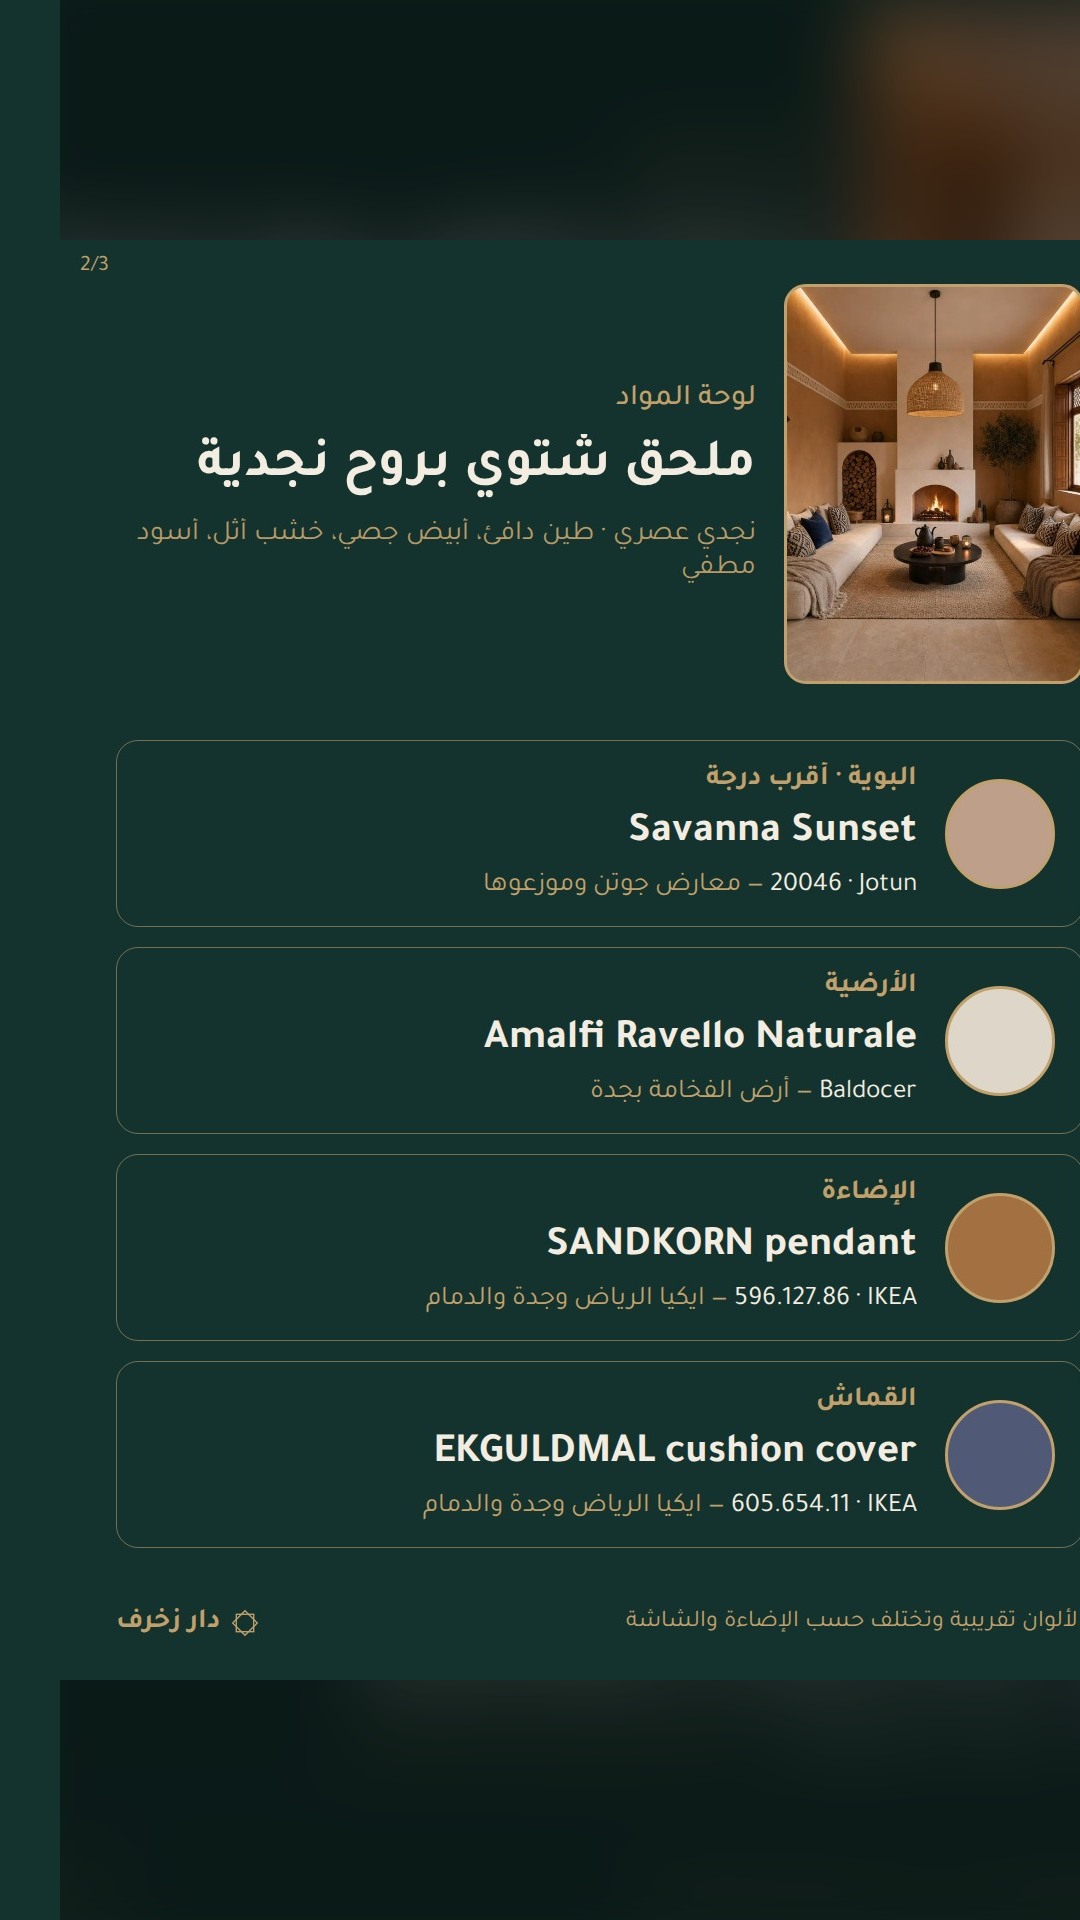 2/3
لوحة المواد
ملحق شتوي بروح نجدية
نجدي عصري · طين دافئ، أبيض جصي، خشب أثل، أسود
مطفي
البوية · أقرب درجة
Savanna Sunset
Jotun · 20046 – معارض جوتن وموزعوها
الأرضية
Amalfi Ravello Naturale
Baldocer – أرض الفخامة بجدة
الإضاءة
SANDKORN pendant
IKEA · 596.127.86 – ايكيا الرياض وجدة والدمام
القماش
EKGULDMAL cushion cover
IKEA · 605.654.11 – ايكيا الرياض وجدة والدمام
لألوان تقريبية وتختلف حسب الإضاءة والشاشة
دار زخرف